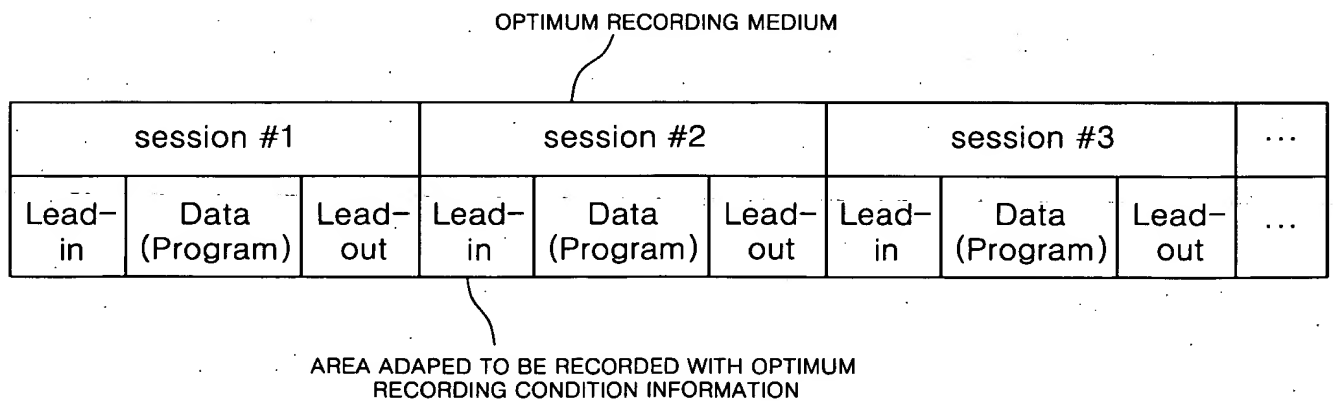 OPTIMUM RECORDING MEDIUM
session #1 session #2 session #3 ...
Lead- Data Lead- Lead- Data Lead- Lead- Data Lead- ...
in (Program) out in (Program) out in (Program) out
AREA ADAPED TO BE RECORDED WITH OPTIMUM
RECORDING CONDITION INFORMATION